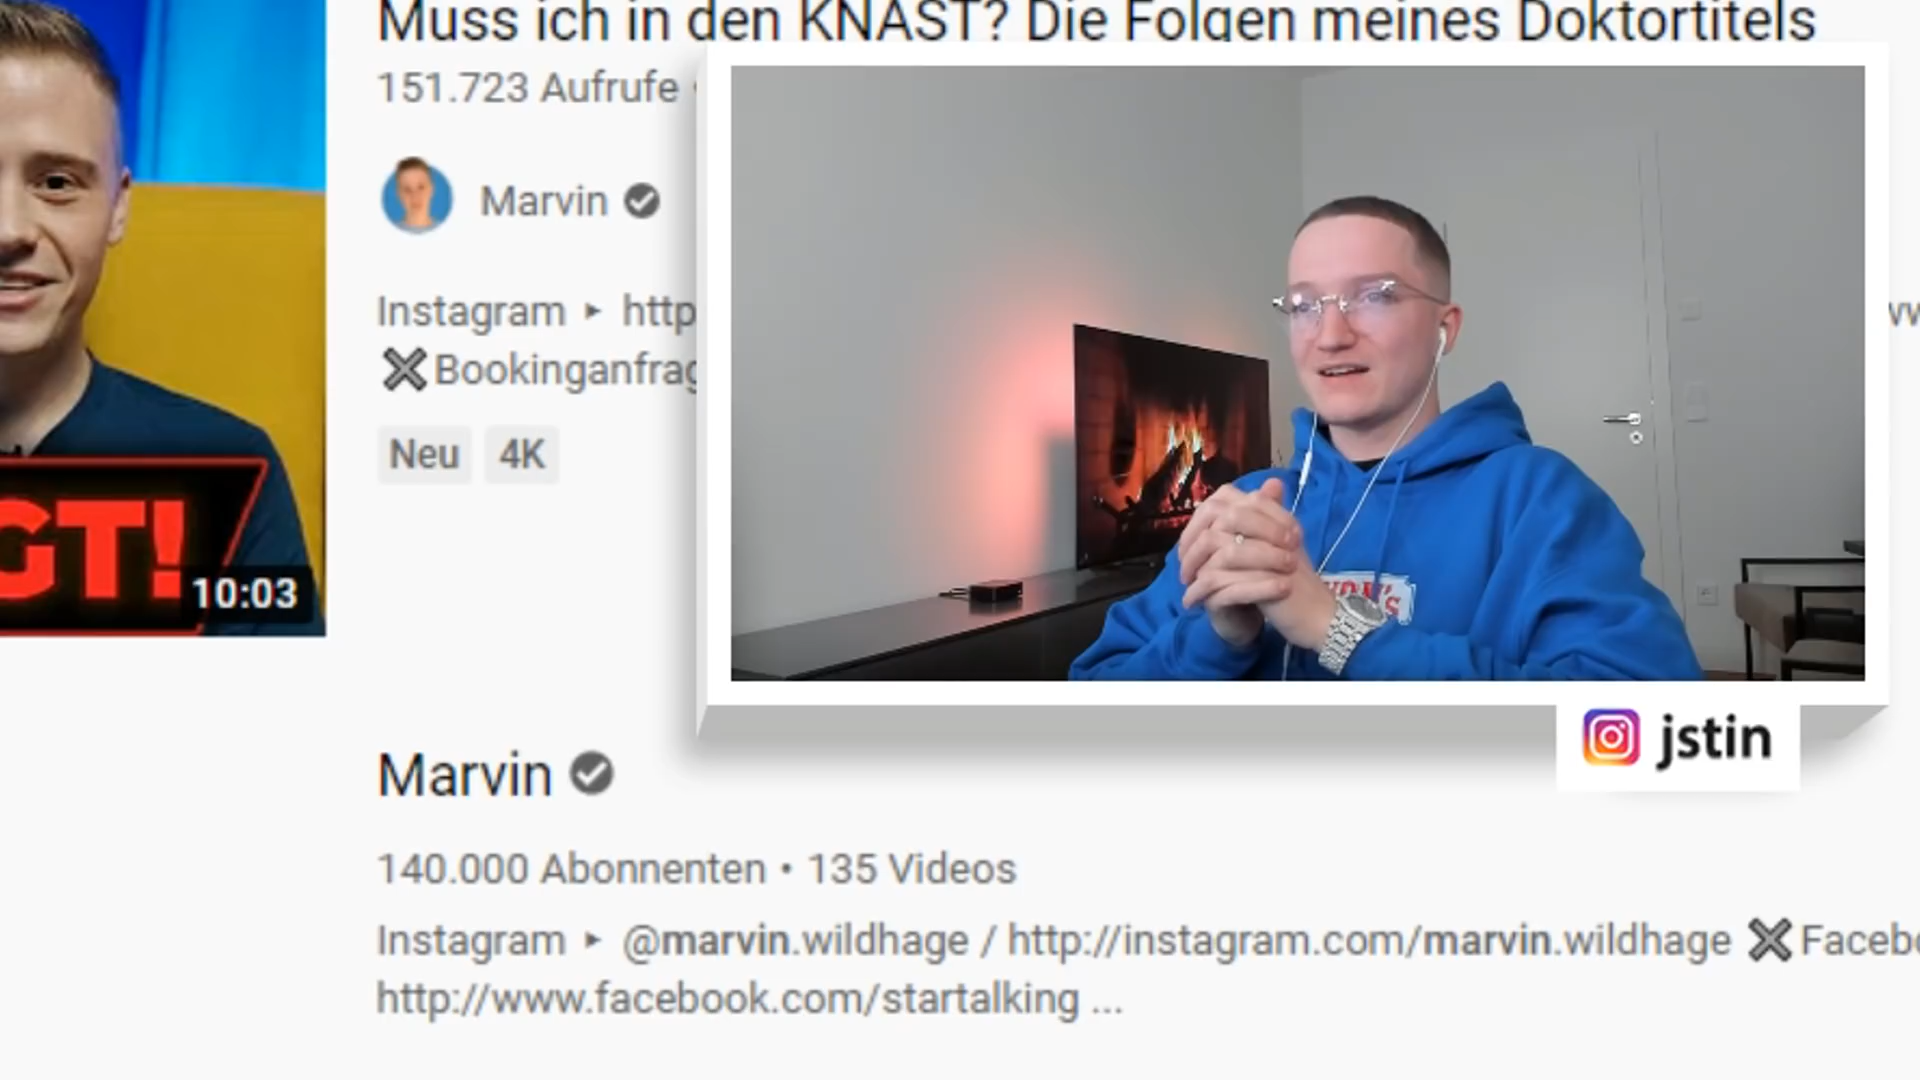 Muss ich in den KNAST? Die Folgen meines Doktortitels
151.723 Aufrufe
Marvin
Instagram ▸ http
❌Bookinganfrag
Neu 4K
GT!
10:03
jstin
Marvin
140.000 Abonnenten • 135 Videos
Instagram ▸ @marvin.wildhage / http://instagram.com/marvin.wildhage ❌Facebo
http://www.facebook.com/startalking ...